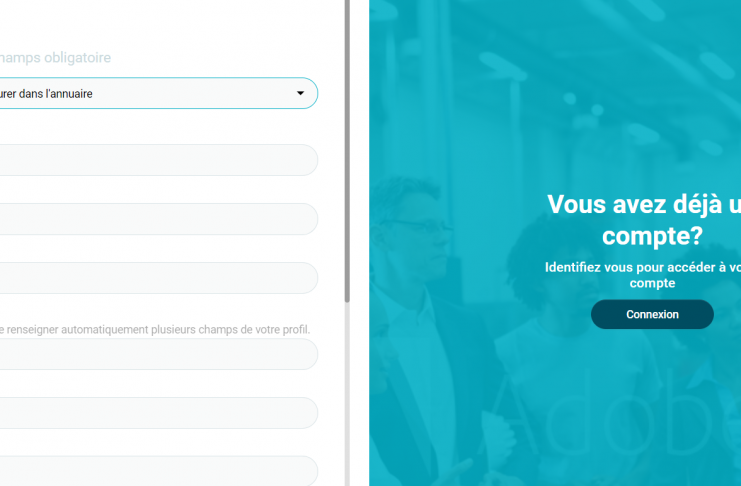 hamps obligatoire
urer dans l'annuaire
e renseigner automatiquement plusieurs champs de votre profil.
Vous avez déjà u
compte?
Identifiez vous pour accéder à vo
compte
Connexion
Adobe